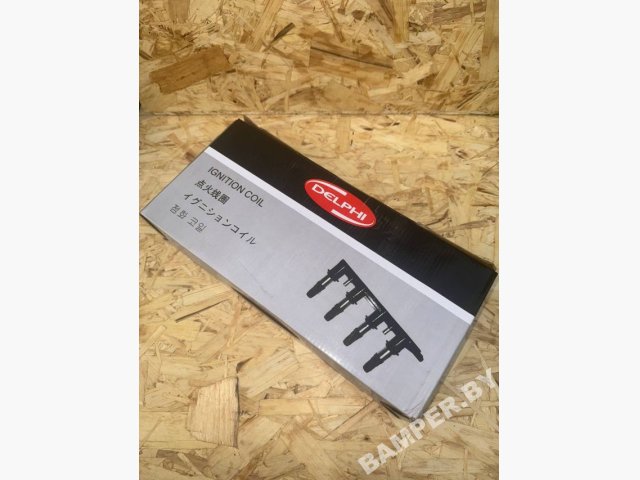 DELPHI
IGNITION COIL
点火线圈
イグニションコイル
점화 코일
BAMPER.BY